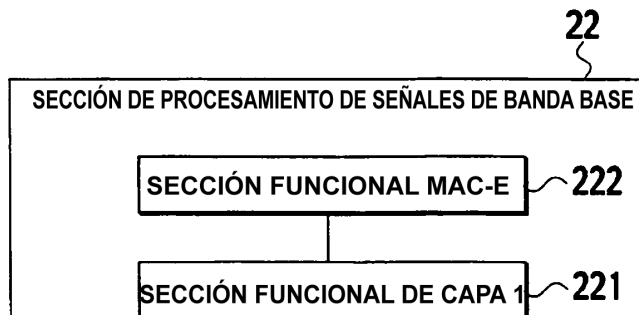 22
SECCIÓN DE PROCESAMIENTO DE SEÑALES DE BANDA BASE
SECCIÓN FUNCIONAL MAC-E 222
SECCIÓN FUNCIONAL DE CAPA 1 221